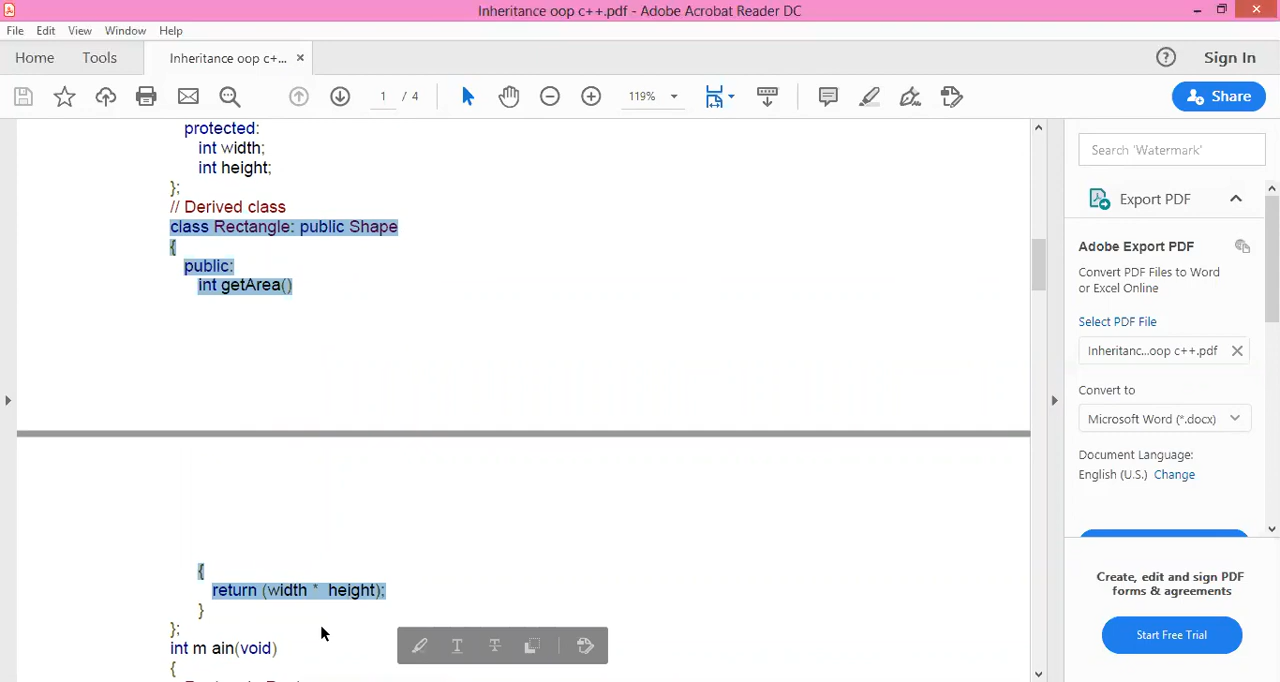 Inheritance oop c++.pdf - Adobe Acrobat Reader DC
File Edit View Window Help
Home Tools Inheritance oop c+... × ? Sign In
1 / 4 119% Share
protected:
int width;
int height;
};
// Derived class
class Rectangle: public Shape
{
public:
int getArea()
{
return (width * height);
}
};
int m ain(void)
{
Search 'Watermark'
Export PDF
Adobe Export PDF
Convert PDF Files to Word
or Excel Online
Select PDF File
Inheritanc...oop c++.pdf
Convert to
Microsoft Word (*.docx)
Document Language:
English (U.S.) Change
Create, edit and sign PDF
forms & agreements
Start Free Trial